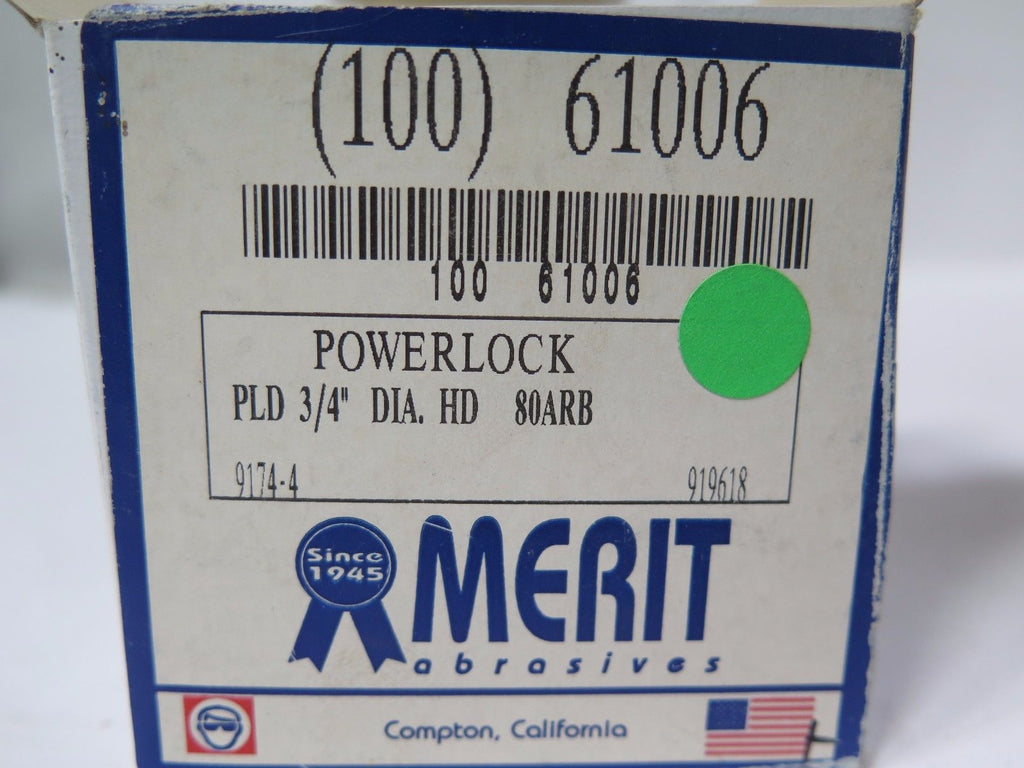 (100) 61006
100 61006
POWERLOCK
PLD 3/4" DIA. HD 80ARB
9174-4 919618
Since
1945
MERIT
abrasives
Compton, California